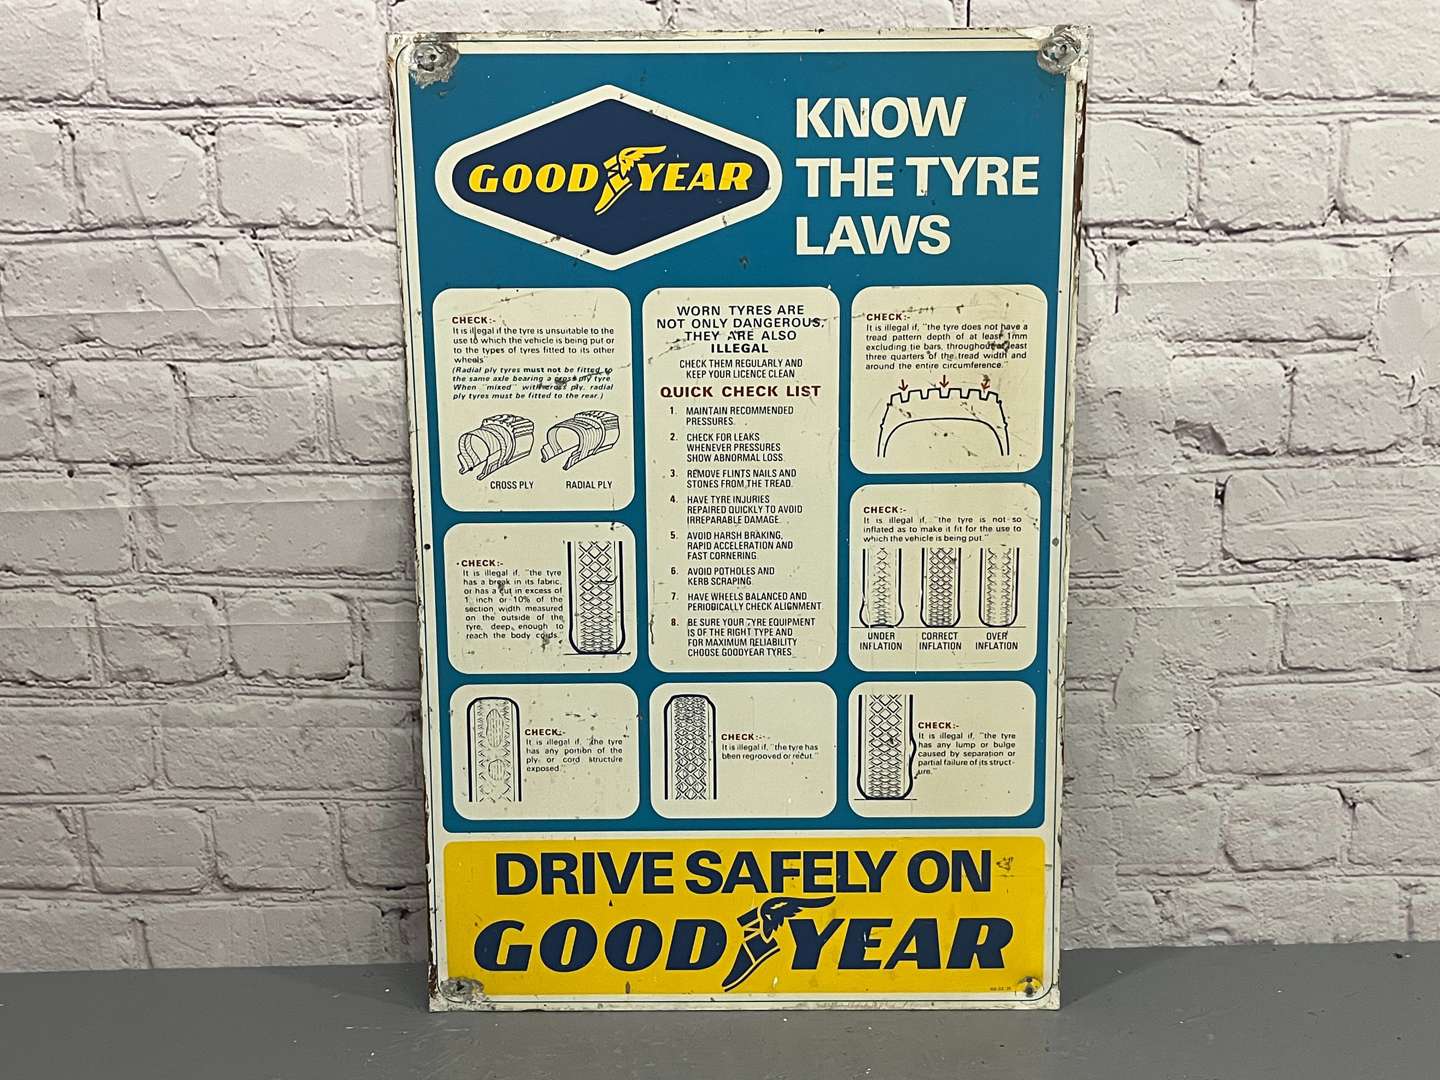 GOODYEAR
KNOW
THE TYRE
LAWS
CHECK:-
It is illegal if the tyre is unsuitable to the
use to which the vehicle is being put or
to the types of tyres fitted to its other
wheels
(Radial ply tyres must not be fitted to
the same axle bearing a cross ply tyre
When "mixed" with cross ply, radial
ply tyres must be fitted to the rear.)
CROSS PLY
RADIAL PLY
WORN TYRES ARE
NOT ONLY DANGEROUS,
THEY ARE ALSO
ILLEGAL
CHECK THEM REGULARLY AND
KEEP YOUR LICENCE CLEAN
QUICK CHECK LIST
1. MAINTAIN RECOMMENDED
PRESSURES.
2. CHECK FOR LEAKS
WHENEVER PRESSURES
SHOW ABNORMAL LOSS.
3. REMOVE FLINTS NAILS AND
STONES FROM THE TREAD.
4. HAVE TYRE INJURIES
REPAIRED QUICKLY TO AVOID
IRREPARABLE DAMAGE.
5. AVOID HARSH BRAKING,
RAPID ACCELERATION AND
FAST CORNERING.
6. AVOID POTHOLES AND
KERB SCRAPING.
7. HAVE WHEELS BALANCED AND
PERIODICALLY CHECK ALIGNMENT.
8. BE SURE YOUR TYRE EQUIPMENT
IS OF THE RIGHT TYPE AND
FOR MAXIMUM RELIABILITY
CHOOSE GOODYEAR TYRES
CHECK:-
It is illegal if, "the tyre does not have a
tread pattern depth of at least 1mm
excluding tie bars, throughout at least
three quarters of the tread width and
around the entire circumference."
CHECK:-
It is illegal if, "the tyre is not so
inflated as to make it fit for the use to
which the vehicle is being put."
UNDER
INFLATION
CORRECT
INFLATION
OVER
INFLATION
CHECK:-
It is illegal if, "the tyre
has a break in its fabric,
or has a cut in excess of
1 inch or 10% of the
section width measured
on the outside of the
tyre, deep enough to
reach the body cords."
CHECK:-
It is illegal if, "the tyre
has any portion of the
ply or cord structure
exposed."
CHECK:-
It is illegal if, "the tyre has
been regrooved or recut."
CHECK:-
It is illegal if, "the tyre
has any lump or bulge
caused by separation or
partial failure of its struct-
ure."
DRIVE SAFELY ON
GOODYEAR